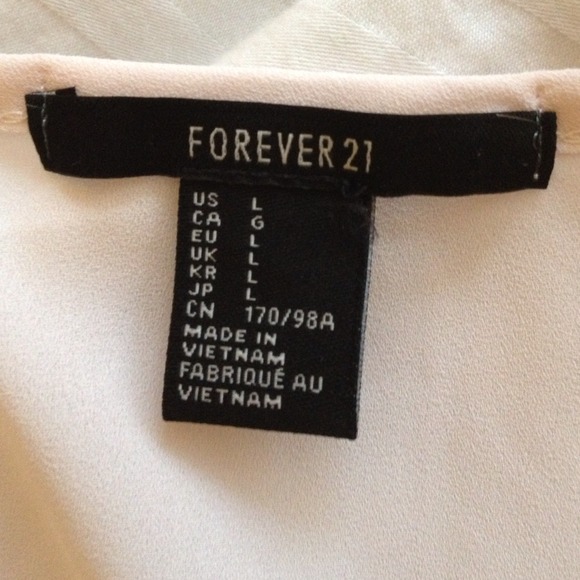 FOREVER 21
US L
CA G
EU L
UK L
KR L
JP L
CN 170/98A
MADE IN
VIETNAM
FABRIQUÉ AU
VIETNAM